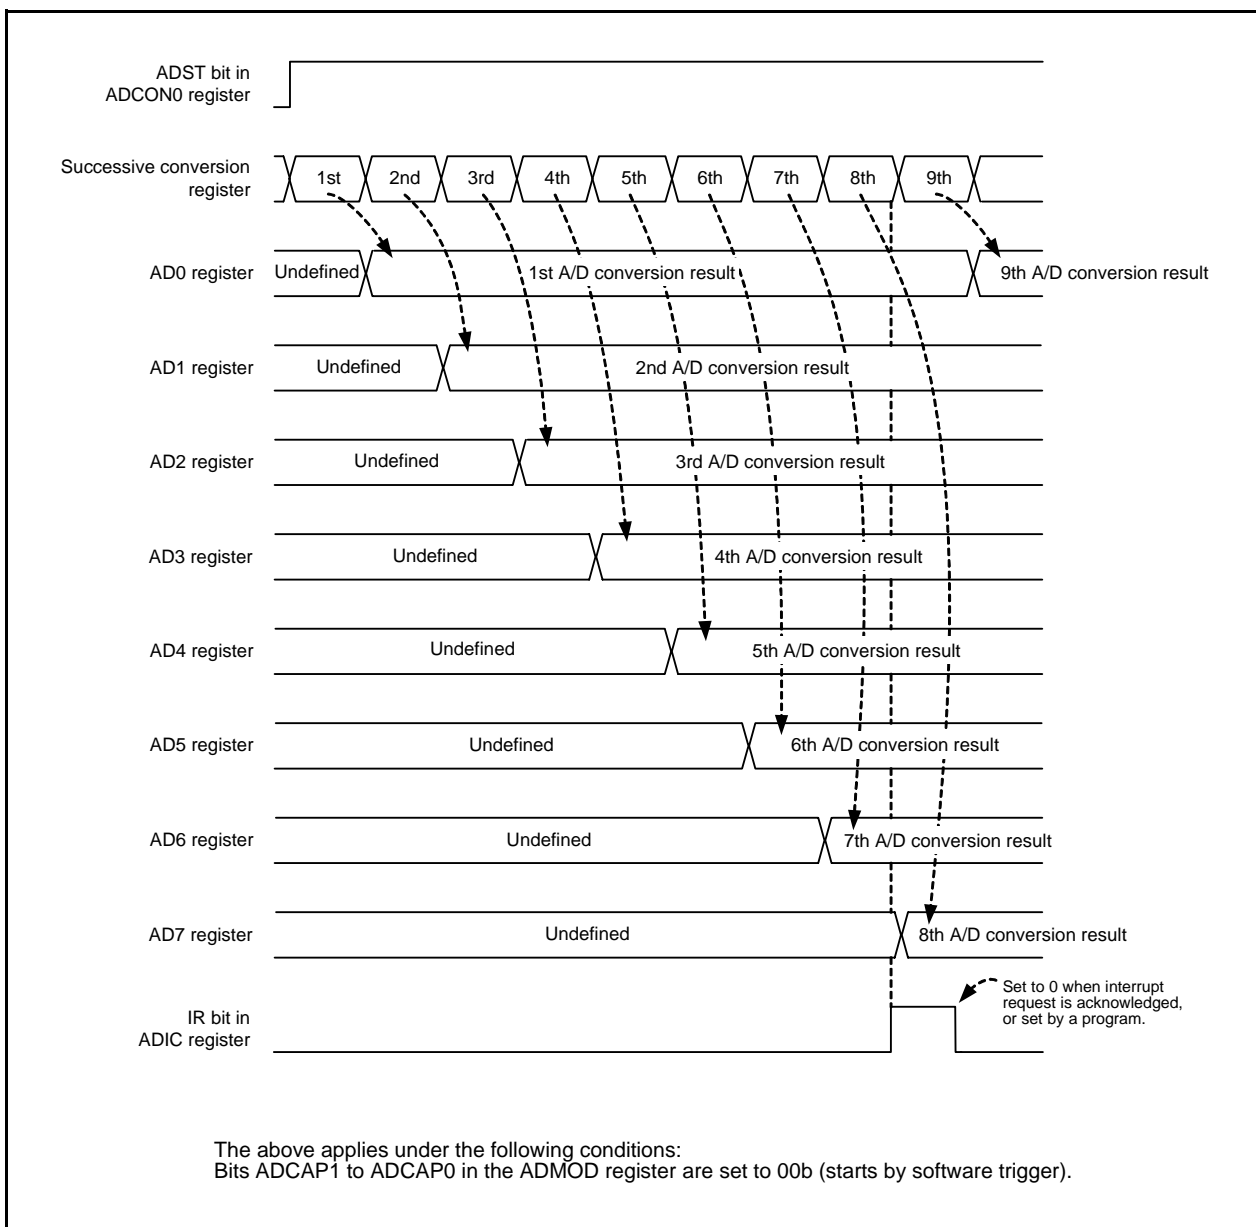 ADST bit in
ADCON0 register
Successive conversion
register
1st 2nd 3rd 4th 5th 6th 7th 8th 9th
AD0 register Undefined 1st A/D conversion result 9th A/D conversion result
AD1 register Undefined 2nd A/D conversion result
AD2 register Undefined 3rd A/D conversion result
AD3 register Undefined 4th A/D conversion result
AD4 register Undefined 5th A/D conversion result
AD5 register Undefined 6th A/D conversion result
AD6 register Undefined 7th A/D conversion result
AD7 register Undefined 8th A/D conversion result
IR bit in
ADIC register
Set to 0 when interrupt
request is acknowledged,
or set by a program.
The above applies under the following conditions:
Bits ADCAP1 to ADCAP0 in the ADMOD register are set to 00b (starts by software trigger).